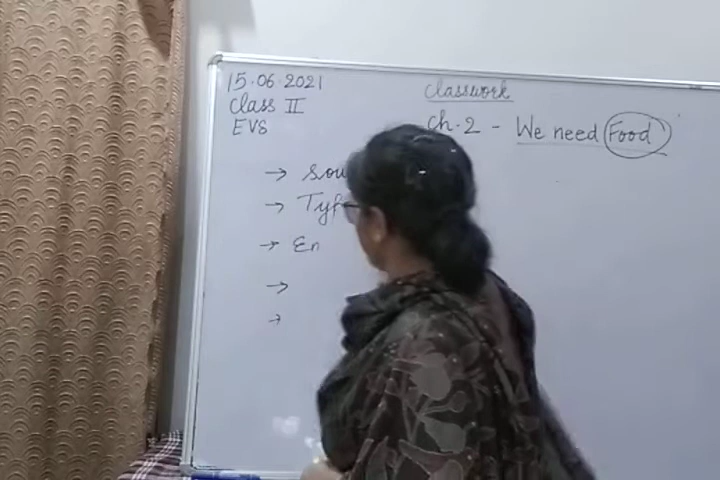 15.06.2021
Class II
EVS
Classwork
Ch.2 - We need Food
→ Sou
→ Typ
→ En
→
→